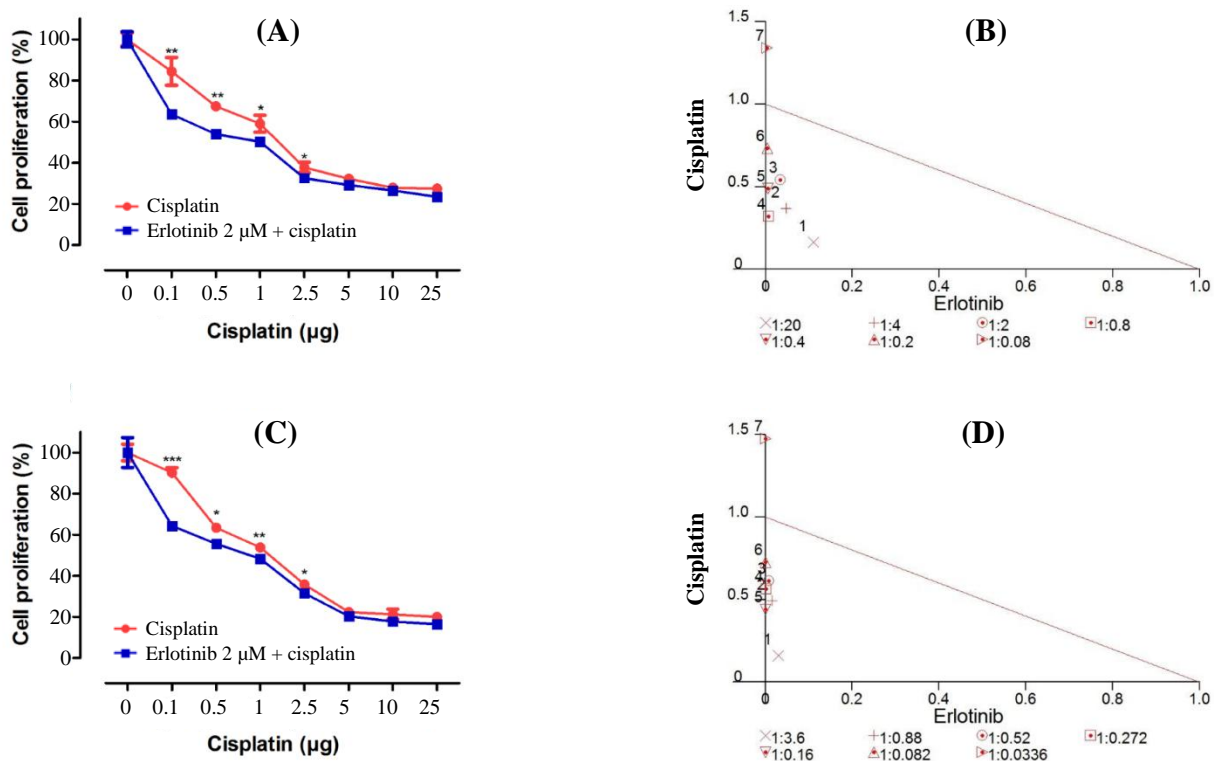 (A)
Cell proliferation (%)
100
80
60
40
20
0
**
**
*
*
Cisplatin
Erlotinib 2 µM + cisplatin
0 0.1 0.5 1 2.5 5 10 25
Cisplatin (µg)
(B)
Cisplatin
1.5
1.0
0.5
0
7
6
3
5
2
4
1
0 0.2 0.4 0.6 0.8 1.0
Erlotinib
1:20 1:4 1:2 1:0.8
1:0.4 1:0.2 1:0.08
(C)
Cell proliferation (%)
100
80
60
40
20
0
***
*
**
*
Cisplatin
Erlotinib 2 µM + cisplatin
0 0.1 0.5 1 2.5 5 10 25
Cisplatin (µg)
(D)
Cisplatin
1.5
1.0
0.5
0
7
6
3
4
5
1
0 0.2 0.4 0.6 0.8 1.0
Erlotinib
1:3.6 1:0.88 1:0.52 1:0.272
1:0.16 1:0.082 1:0.0336